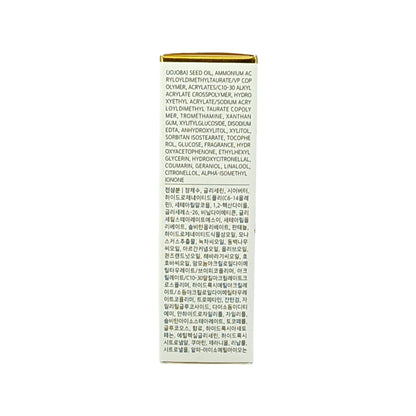 (JOJOBA) SEED OIL, AMMONIUM AC
RYLOYLDIMETHYLTAURATE/VP COP
OLYMER, ACRYLATES/C10-30 ALKYL
ACRYLATE CROSSPOLYMER, HYDRO
XYETHYL ACRYLATE/SODIUM ACRY
LOYLDIMETHYL TAURATE COPOLY
MER, TROMETHAMINE, XANTHAN
GUM, XYLITYLGLUCOSIDE, DISODIUM
EDTA, ANHYDROXYLITOL, XYLITOL,
SORBITAN ISOSTEARATE, TOCOPHE
ROL, GLUCOSE, FRAGRANCE, HYDR
OXYACETOPHENONE, ETHYLHEXYL
GLYCERIN, HYDROXYCITRONELLAL,
COUMARIN, GERANIOL, LINALOOL,
CITRONELLOL, ALPHA-ISOMETHYL
IONONE
전성분 정제수, 글리세린, 시어버터,
하이드로제네이티드폴리(C6-14올레핀),
세테아릴알코올, 1,2-헥산다이올,
글리세레스-26, 비닐다이메티콘, 글리
세릴스테아레이트에스이, 세테아릴올
리베이트, 솔비탄올리베이트, 판테놀,
하이드로제네이티드식물성오일, 모나
스커스추출물, 녹차씨오일, 동백나무
씨오일, 아르간커넬오일, 올리브오일,
로즈힙오일, 해바라기씨오일, 호
호바씨오일, 암모늄아크릴로일다이메
틸타우레이트/브이피코폴리머, 아크
릴레이트/C10-30알킬아크릴레이트크
로스폴리머, 하이드록시에틸아크릴레
이트/소듐아크릴로일다이메틸타우레
이트코폴리머, 트로메타민, 잔탄검, 자
일리틸글루코사이드, 다이소듐이디티
에이, 안하이드로자일리톨, 자일리톨,
솔비탄아이소스테아레이트, 토코페롤,
글루코오스, 향료, 하이드록시아세토
페논, 에틸헥실글리세린, 하이드록시
시트로넬알, 쿠마린, 제라니올, 리날룰,
시트로넬올, 알파-아이소메틸아이오논